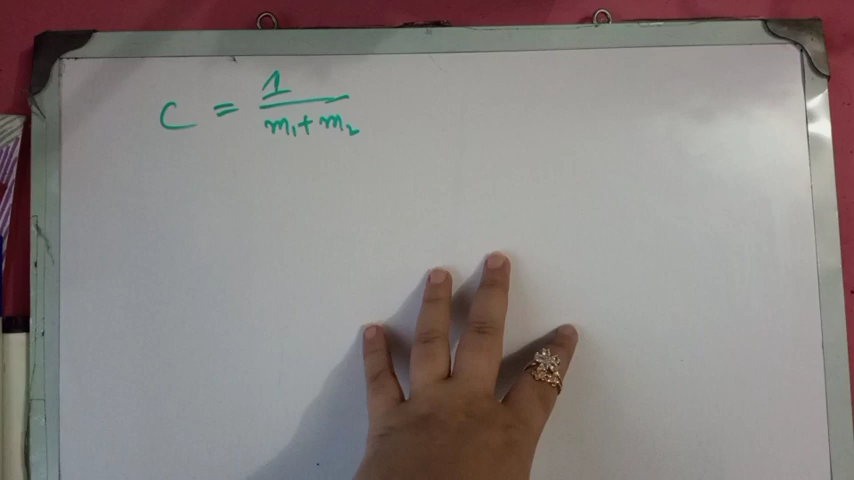 C = 1 / (m₁ + m₂)